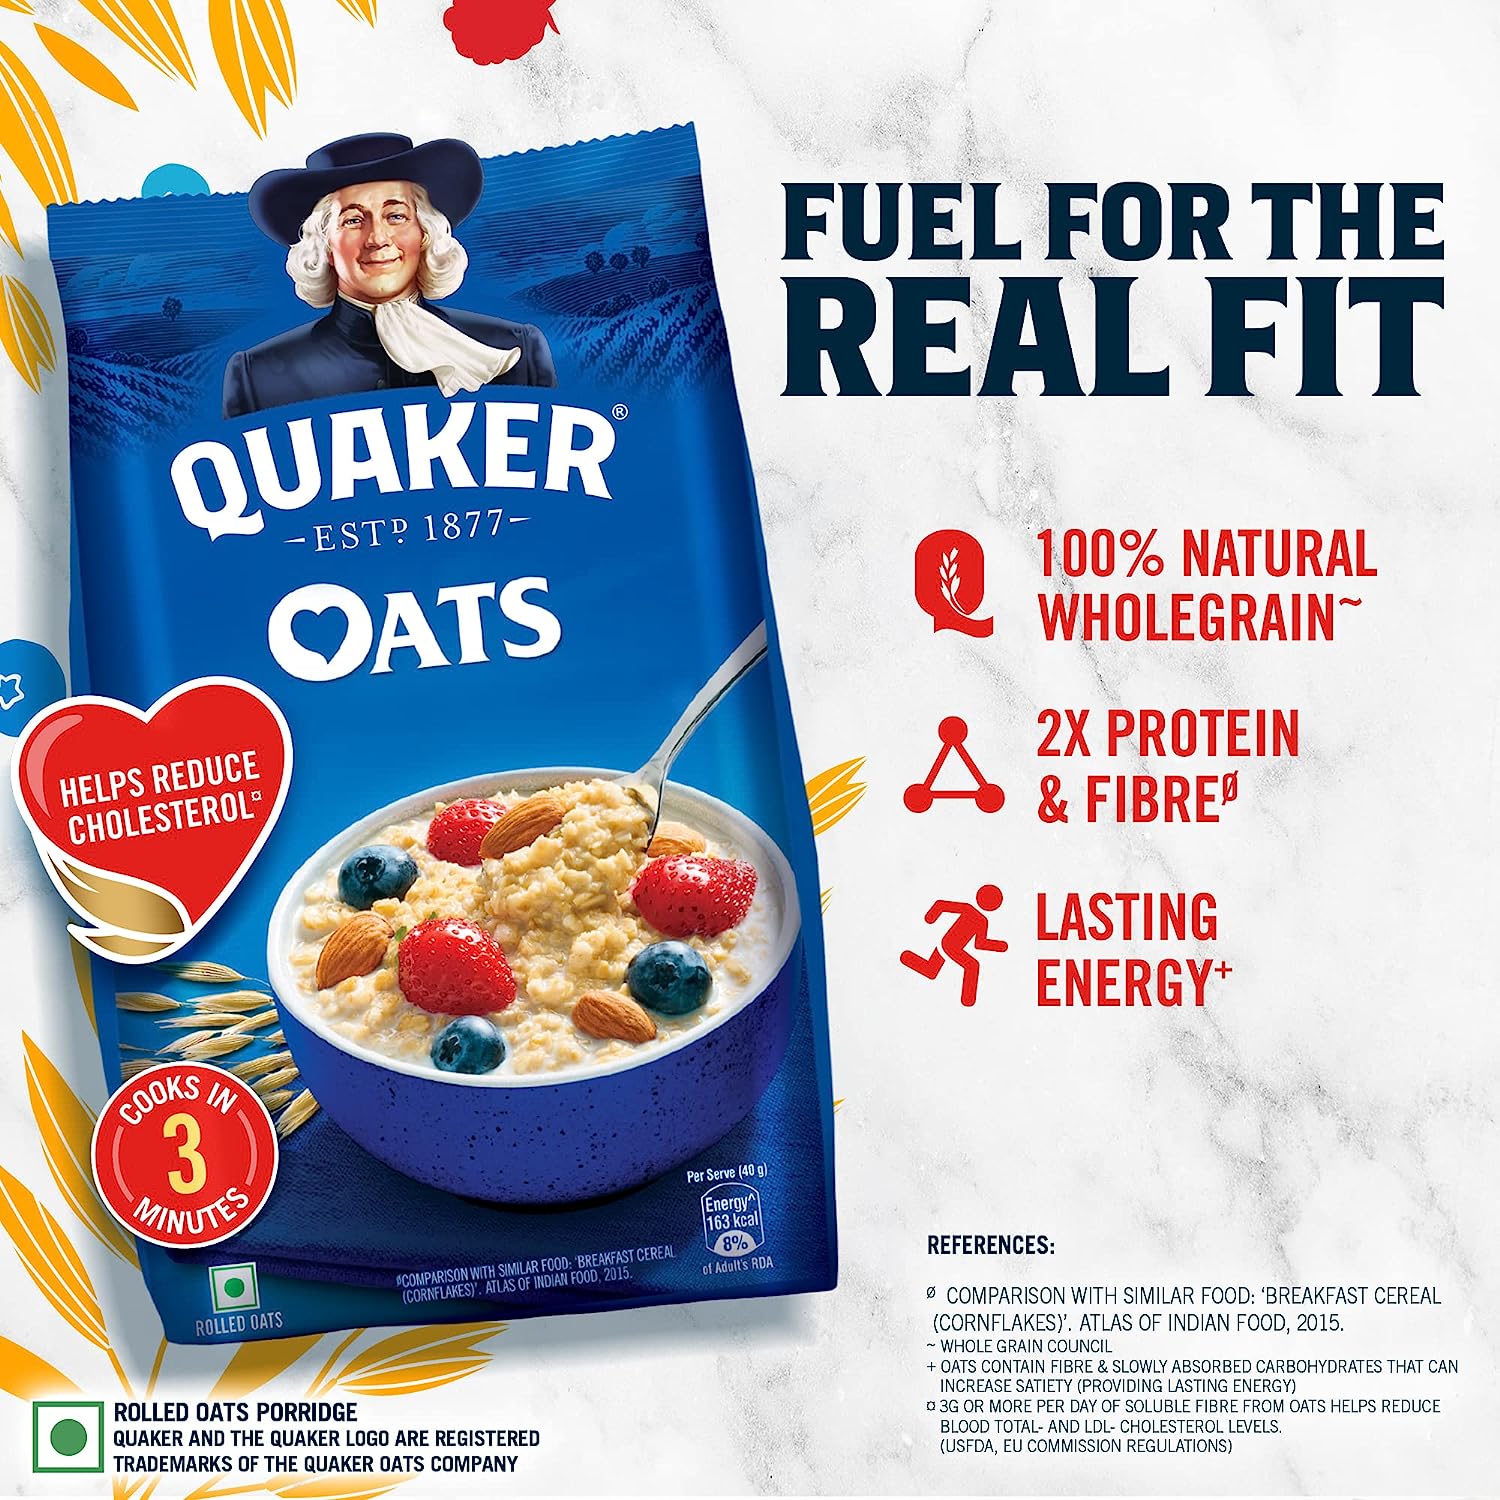 FUEL FOR THE
REAL FIT
QUAKER®
-ESTD. 1877-
OATS
HELPS REDUCE
CHOLESTEROL¤
COOKS IN
3
MINUTES
Per Serve (40 g)
Energy^
163 kcal
8%
of Adult's RDA
ØCOMPARISON WITH SIMILAR FOOD: 'BREAKFAST CEREAL
(CORNFLAKES)'. ATLAS OF INDIAN FOOD, 2015.
ROLLED OATS
100% NATURAL
WHOLEGRAIN~
2X PROTEIN
& FIBREØ
LASTING
ENERGY+
REFERENCES:
Ø COMPARISON WITH SIMILAR FOOD: ‘BREAKFAST CEREAL
(CORNFLAKES)’. ATLAS OF INDIAN FOOD, 2015.
~ WHOLE GRAIN COUNCIL
+ OATS CONTAIN FIBRE & SLOWLY ABSORBED CARBOHYDRATES THAT CAN
INCREASE SATIETY (PROVIDING LASTING ENERGY)
¤ 3G OR MORE PER DAY OF SOLUBLE FIBRE FROM OATS HELPS REDUCE
BLOOD TOTAL- AND LDL- CHOLESTEROL LEVELS.
(USFDA, EU COMMISSION REGULATIONS)
ROLLED OATS PORRIDGE
QUAKER AND THE QUAKER LOGO ARE REGISTERED
TRADEMARKS OF THE QUAKER OATS COMPANY